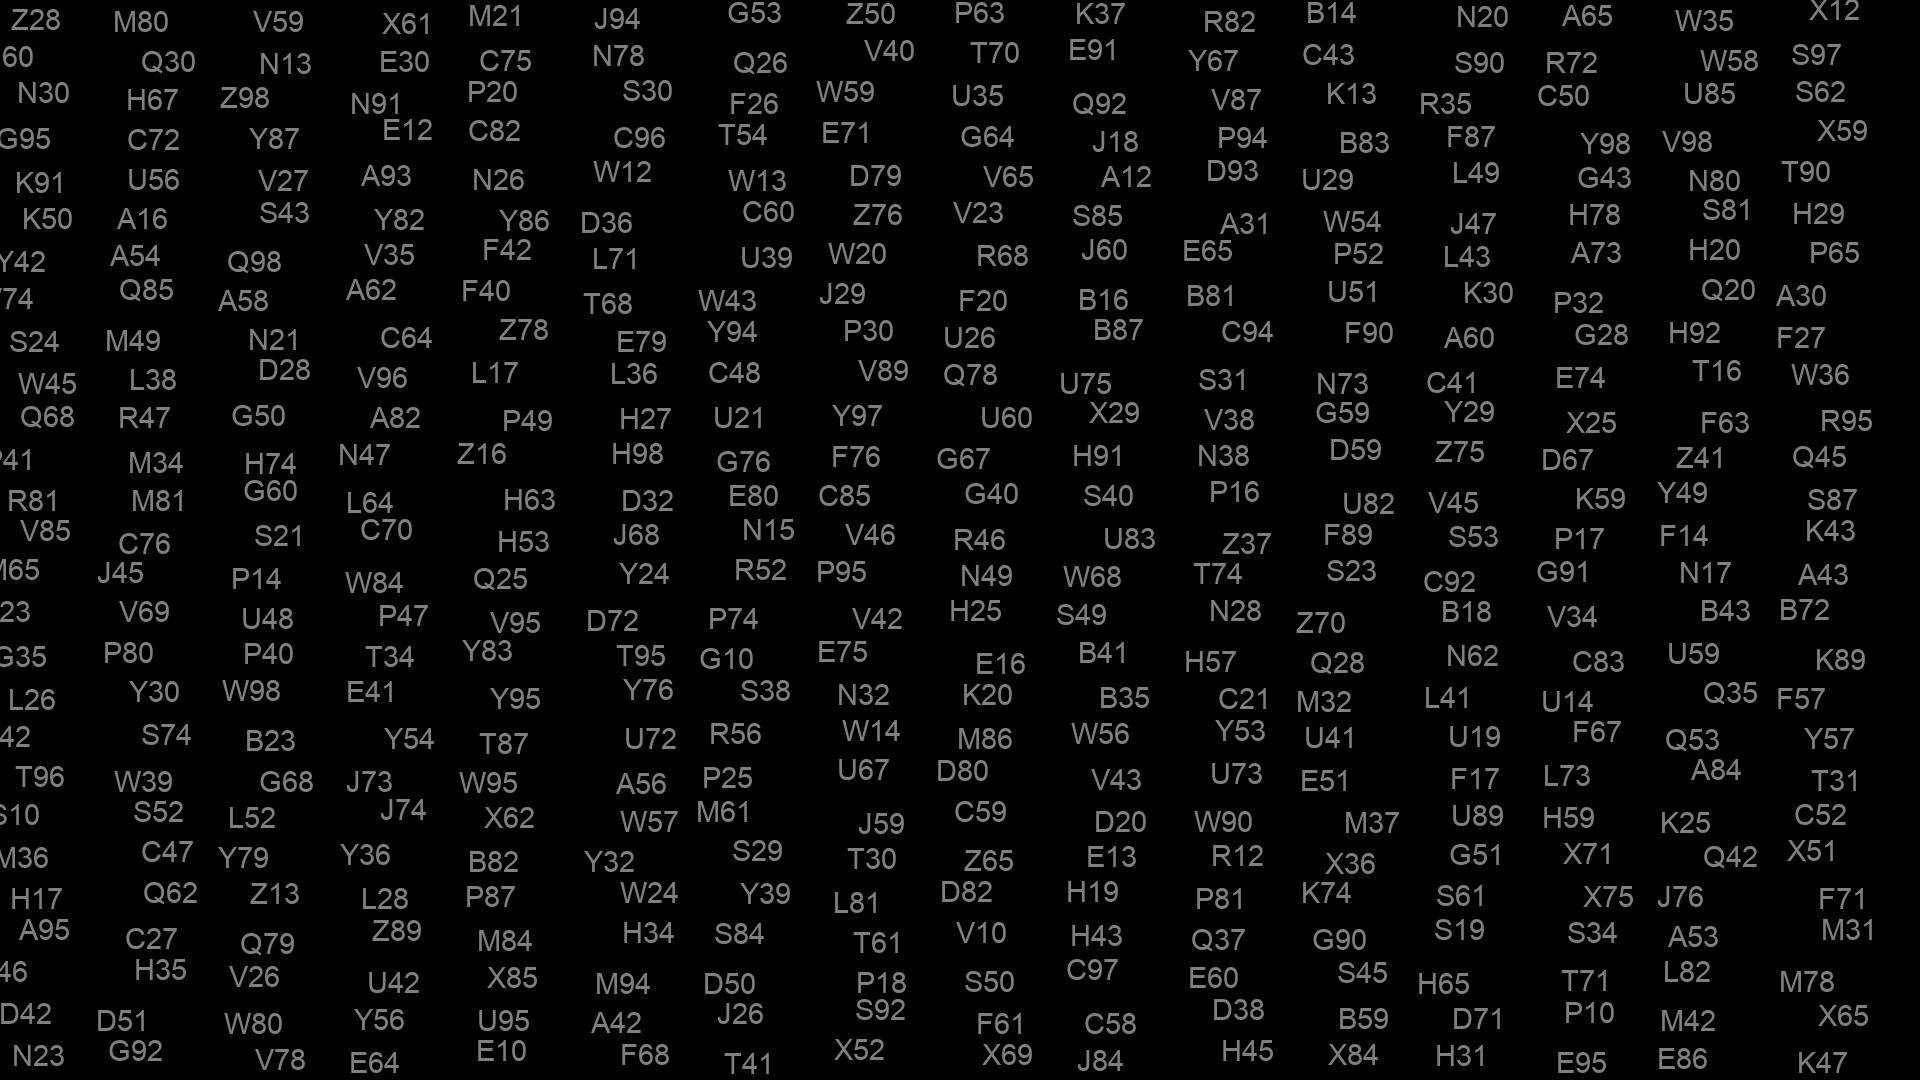 Z28 M80 V59 X61 M21 J94 G53 Z50 P63 K37 R82 B14 N20 A65 W35 X12
60 Q30 N13 E30 C75 N78 Q26 V40 T70 E91 Y67 C43 S90 R72 W58 S97
N30 H67 Z98 N91 P20 S30 F26 W59 U35 Q92 V87 K13 R35 C50 U85 S62
G95 C72 Y87 E12 C82 C96 T54 E71 G64 J18 P94 B83 F87 Y98 V98 X59
K91 U56 V27 A93 N26 W12 W13 D79 V65 A12 D93 U29 L49 G43 N80 T90
K50 A16 S43 Y82 Y86 D36 C60 Z76 V23 S85 A31 W54 J47 H78 S81 H29
Y42 A54 Q98 V35 F42 L71 U39 W20 R68 J60 E65 P52 L43 A73 H20 P65
74 Q85 A58 A62 F40 T68 W43 J29 F20 B16 B81 U51 K30 P32 Q20 A30
S24 M49 N21 C64 Z78 E79 Y94 P30 U26 B87 C94 F90 A60 G28 H92 F27
W45 L38 D28 V96 L17 L36 C48 V89 Q78 U75 S31 N73 C41 E74 T16 W36
Q68 R47 G50 A82 P49 H27 U21 Y97 U60 X29 V38 G59 Y29 X25 F63 R95
41 M34 H74 N47 Z16 H98 G76 F76 G67 H91 N38 D59 Z75 D67 Z41 Q45
R81 M81 G60 L64 H63 D32 E80 C85 G40 S40 P16 U82 V45 K59 Y49 S87
V85 C76 S21 C70 H53 J68 N15 V46 R46 U83 Z37 F89 S53 P17 F14 K43
M65 J45 P14 W84 Q25 Y24 R52 P95 N49 W68 T74 S23 C92 G91 N17 A43
23 V69 U48 P47 V95 D72 P74 V42 H25 S49 N28 Z70 B18 V34 B43 B72
G35 P80 P40 T34 Y83 T95 G10 E75 E16 B41 H57 Q28 N62 C83 U59 K89
L26 Y30 W98 E41 Y95 Y76 S38 N32 K20 B35 C21 M32 L41 U14 Q35 F57
42 S74 B23 Y54 T87 U72 R56 W14 M86 W56 Y53 U41 U19 F67 Q53 Y57
T96 W39 G68 J73 W95 A56 P25 U67 D80 V43 U73 E51 F17 L73 A84 T31
S10 S52 L52 J74 X62 W57 M61 J59 C59 D20 W90 M37 U89 H59 K25 C52
M36 C47 Y79 Y36 B82 Y32 S29 T30 Z65 E13 R12 X36 G51 X71 Q42 X51
H17 Q62 Z13 L28 P87 W24 Y39 L81 D82 H19 P81 K74 S61 X75 J76 F71
A95 C27 Q79 Z89 M84 H34 S84 T61 V10 H43 Q37 G90 S19 S34 A53 M31
46 H35 V26 U42 X85 M94 D50 P18 S50 C97 E60 S45 H65 T71 L82 M78
D42 D51 W80 Y56 U95 A42 J26 S92 F61 C58 D38 B59 D71 P10 M42 X65
N23 G92 V78 E64 E10 F68 T41 X52 X69 J84 H45 X84 H31 E95 E86 K47